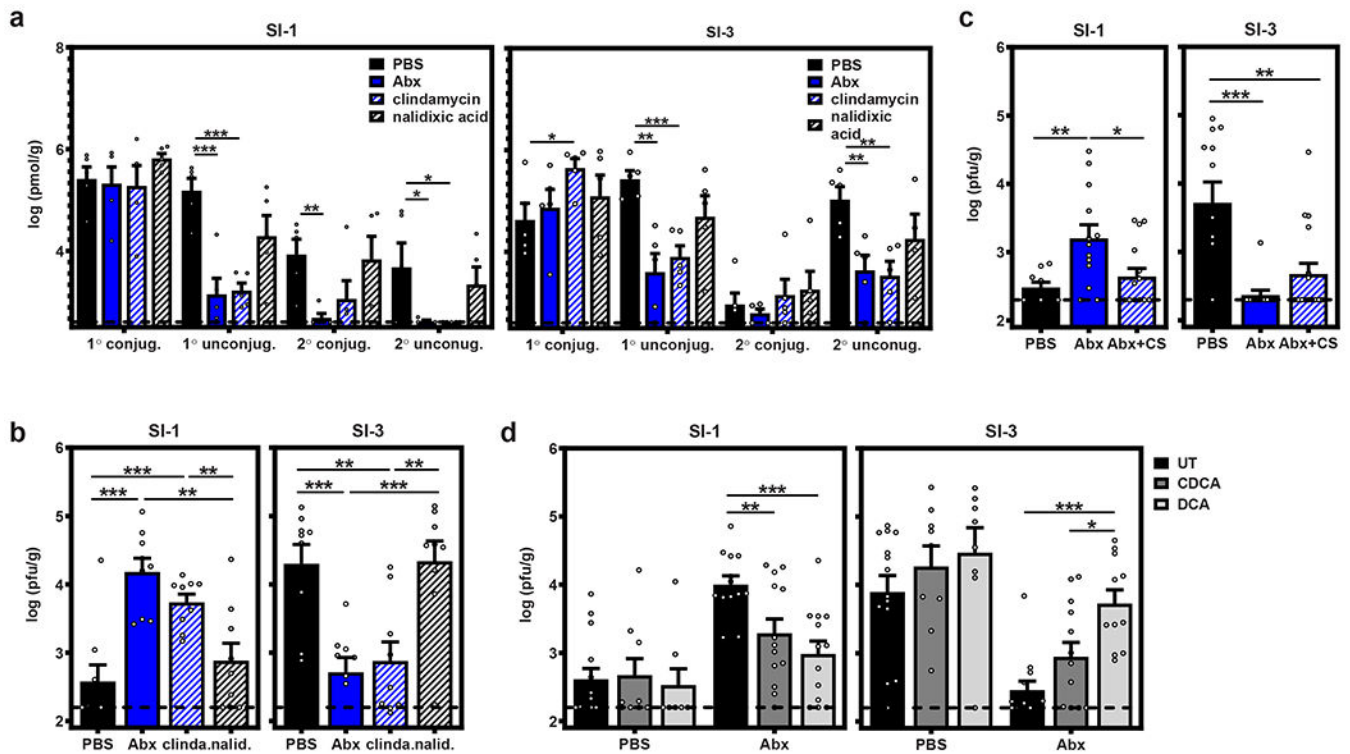 a
SI-1
SI-3
log (pmol/g)
8
6
4
PBS
Abx
clindamycin
nalidixic acid
PBS
Abx
clindamycin
nalidixic
acid
***
***
**
*
*
*
***
**
**
**
1° conjug.
1° unconjug.
2° conjug.
2° unconug.
1° conjug.
1° unconjug.
2° conjug.
2° unconug.
c
SI-1
SI-3
log (pfu/g)
6
5
4
3
2
**
*
**
***
PBS
Abx
Abx+CS
PBS
Abx
Abx+CS
b
SI-1
SI-3
log (pfu/g)
6
5
4
3
2
***
**
***
**
**
**
***
***
PBS
Abx
clinda.
nalid.
PBS
Abx
clinda.
nalid.
d
SI-1
SI-3
log (pfu/g)
6
5
4
3
2
***
**
***
*
PBS
Abx
PBS
Abx
UT
CDCA
DCA